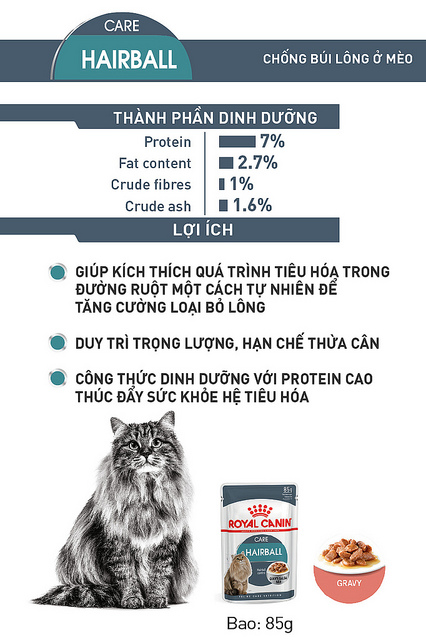 CARE
HAIRBALL
CHỐNG BÚI LÔNG Ở MÈO
THÀNH PHẦN DINH DƯỠNG
Protein 7%
Fat content 2.7%
Crude fibres 1%
Crude ash 1.6%
LỢI ÍCH
GIÚP KÍCH THÍCH QUÁ TRÌNH TIÊU HÓA TRONG
ĐƯỜNG RUỘT MỘT CÁCH TỰ NHIÊN ĐỂ
TĂNG CƯỜNG LOẠI BỎ LÔNG
DUY TRÌ TRỌNG LƯỢNG, HẠN CHẾ THỪA CÂN
CÔNG THỨC DINH DƯỠNG VỚI PROTEIN CAO
THÚC ĐẨY SỨC KHỎE HỆ TIÊU HÓA
85g
ROYAL CANIN
CARE
HAIRBALL
GRAVY
Bao: 85g